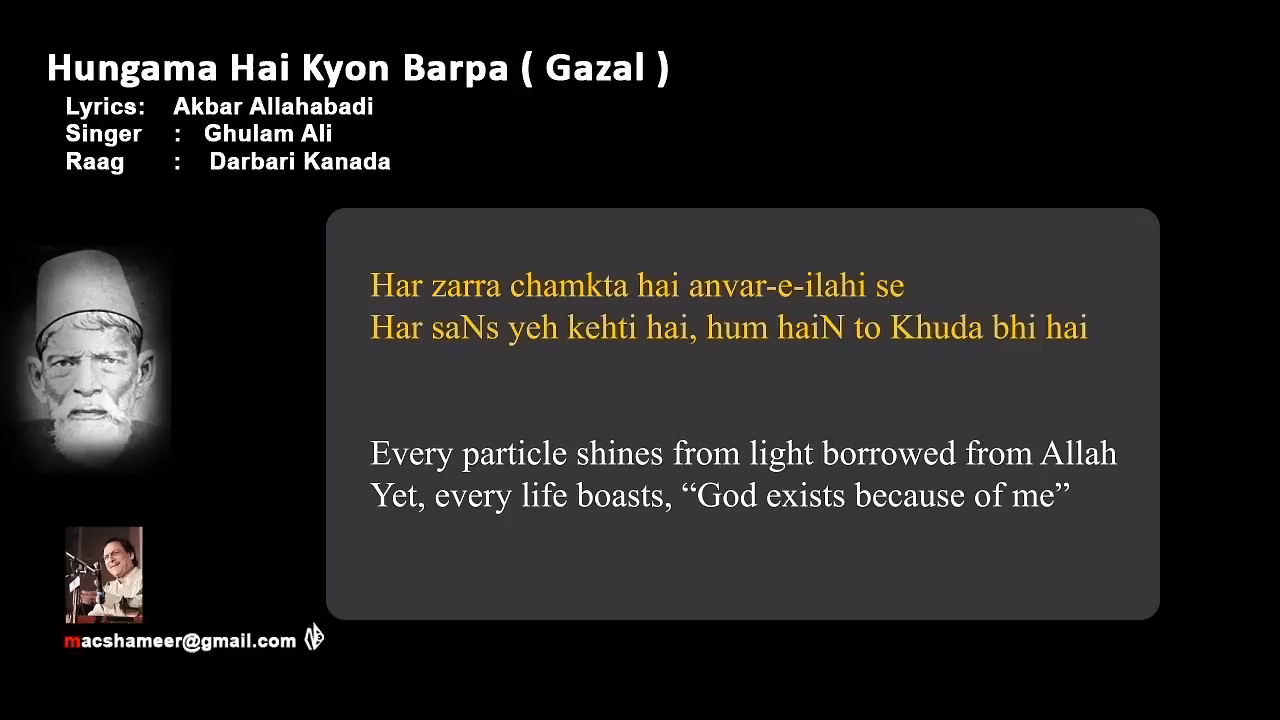 Hungama Hai Kyon Barpa ( Gazal )
Lyrics: Akbar Allahabadi
Singer : Ghulam Ali
Raag : Darbari Kanada
Har zarra chamkta hai anvar-e-ilahi se
Har saNs yeh kehti hai, hum haiN to Khuda bhi hai
Every particle shines from light borrowed from Allah
Yet, every life boasts, “God exists because of me”
macshameer@gmail.com